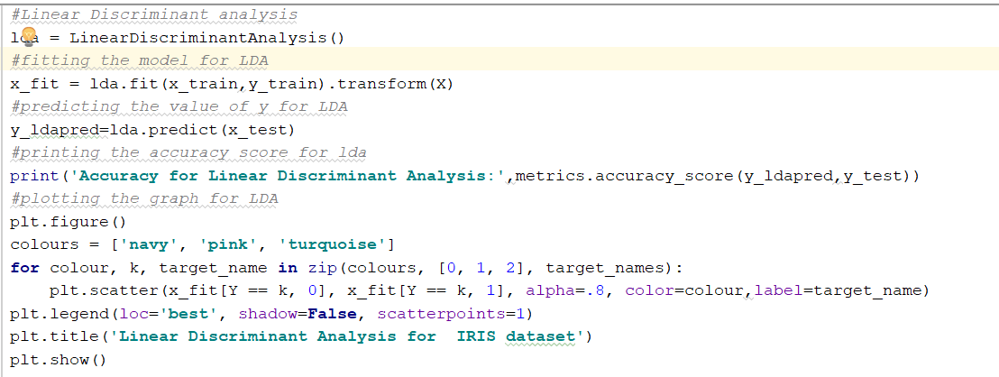 #Linear Discriminant analysis
lda = LinearDiscriminantAnalysis()
#fitting the model for LDA
x_fit = lda.fit(x_train,y_train).transform(X)
#predicting the value of y for LDA
y_ldapred=lda.predict(x_test)
#printing the accuracy score for lda
print('Accuracy for Linear Discriminant Analysis:',metrics.accuracy_score(y_ldapred,y_test))
#plotting the graph for LDA
plt.figure()
colours = ['navy', 'pink', 'turquoise']
for colour, k, target_name in zip(colours, [0, 1, 2], target_names):
    plt.scatter(x_fit[Y == k, 0], x_fit[Y == k, 1], alpha=.8, color=colour,label=target_name)
plt.legend(loc='best', shadow=False, scatterpoints=1)
plt.title('Linear Discriminant Analysis for  IRIS dataset')
plt.show()